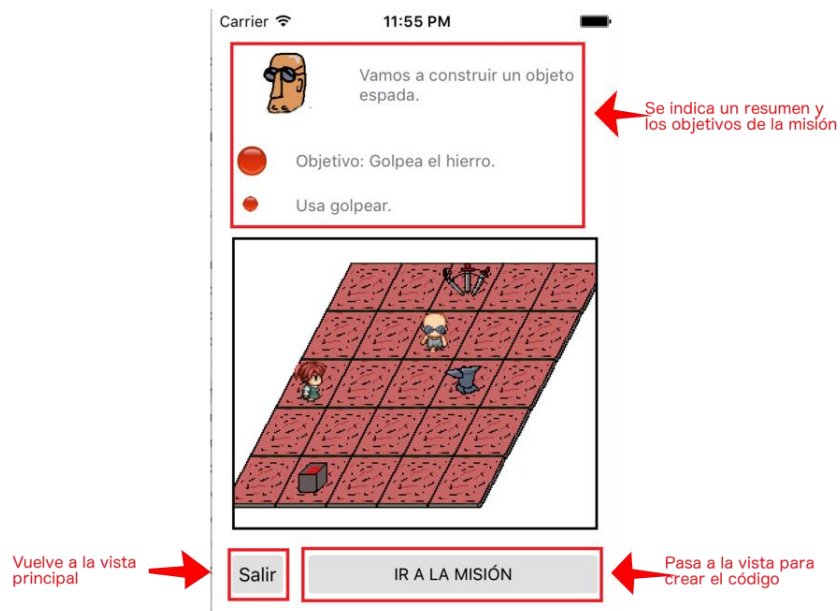 Carrier 11:55 PM
Vamos a construir un objeto
espada.
Se indica un resumen y
los objetivos de la misión
Objetivo: Golpea el hierro.
Usa golpear.
Vuelve a la vista
principal
Salir
IR A LA MISIÓN
Pasa a la vista para
crear el código